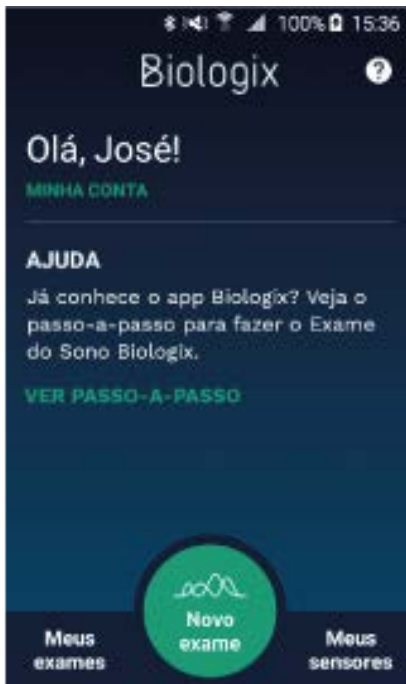 100% 15:36
Biologix
?
Olá, José!
MINHA CONTA
AJUDA
Já conhece o app Biologix? Veja o
passo-a-passo para fazer o Exame
do Sono Biologix.
VER PASSO-A-PASSO
Novo
exame
Meus
exames
Meus
sensores